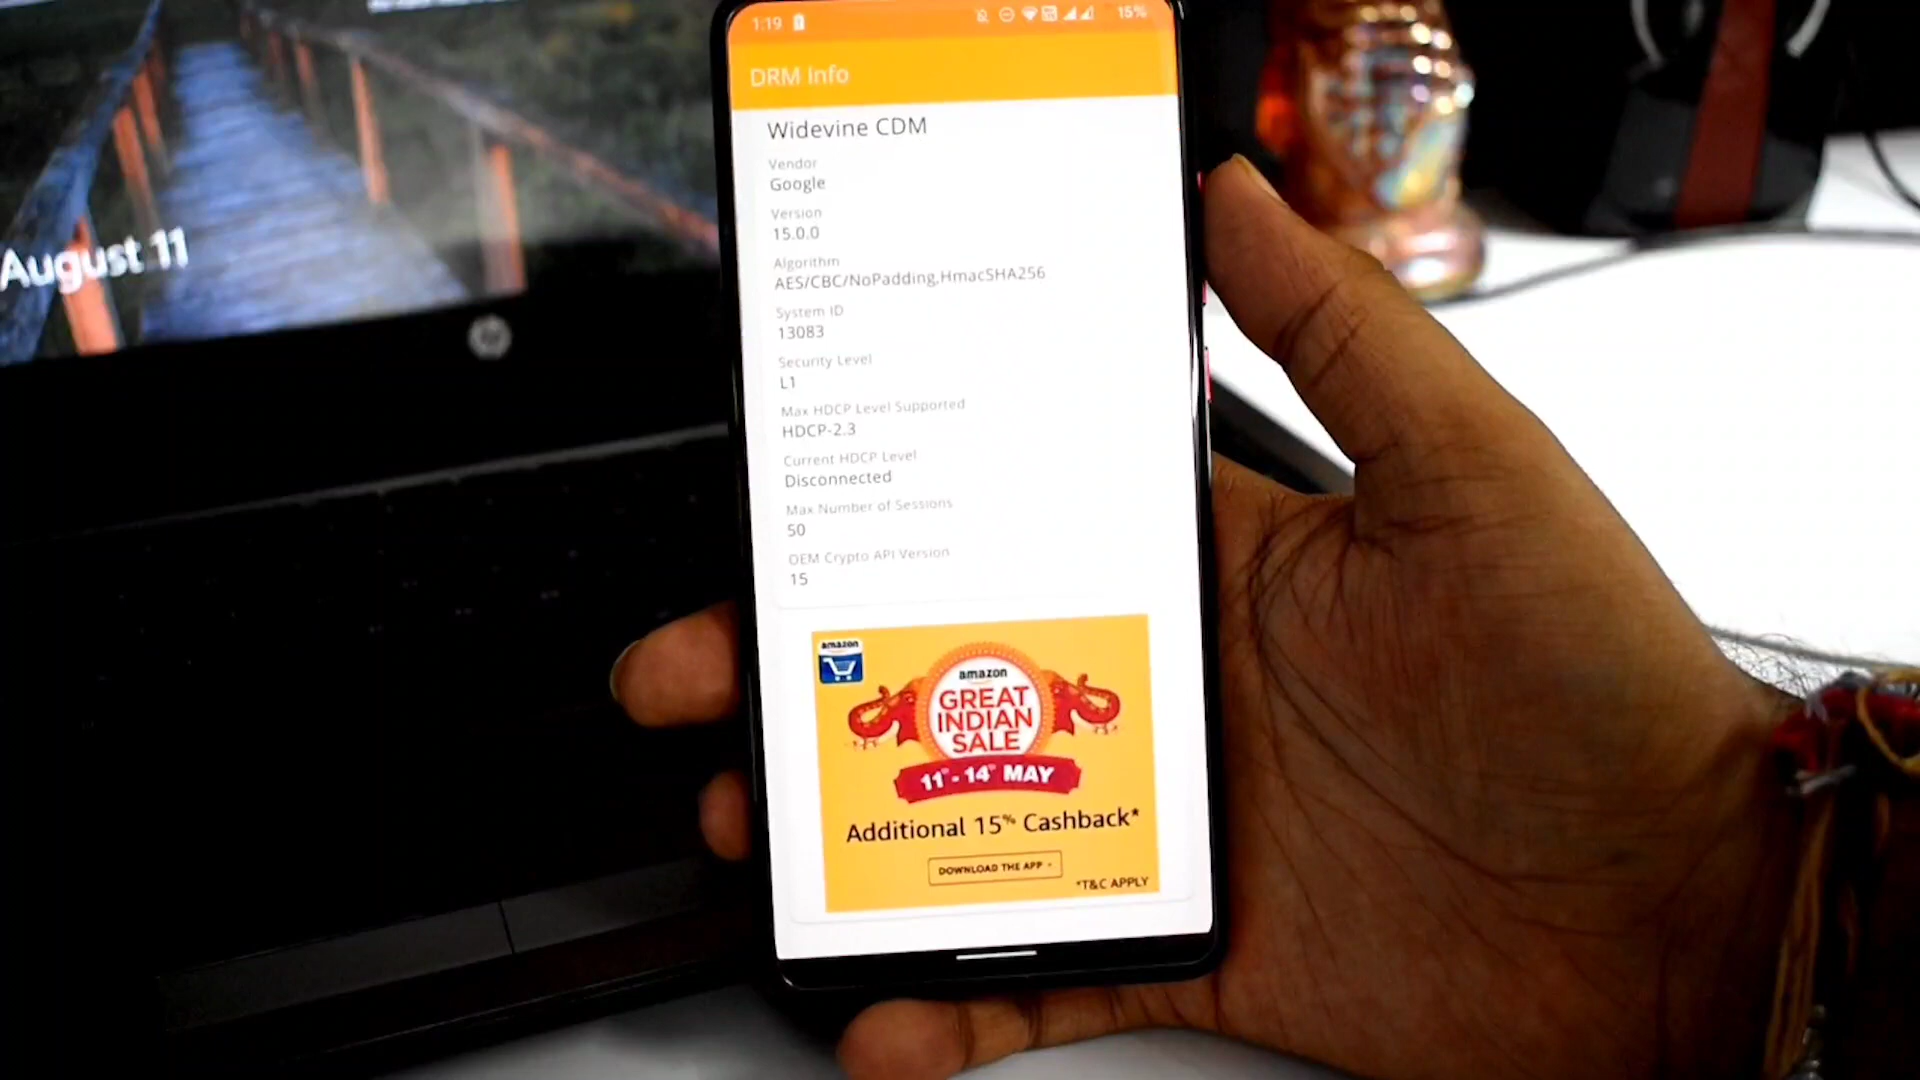 August 11
1:19
15%
DRM Info
Widevine CDM
Vendor
Google
Version
15.0.0
Algorithm
AES/CBC/NoPadding,HmacSHA256
System ID
13083
Security Level
L1
Max HDCP Level Supported
HDCP-2.3
Current HDCP Level
Disconnected
Max Number of Sessions
50
OEM Crypto API Version
15
amazon
amazon
GREAT
INDIAN
SALE
11th - 14th MAY
Additional 15% Cashback*
DOWNLOAD THE APP
*T&C APPLY
hp